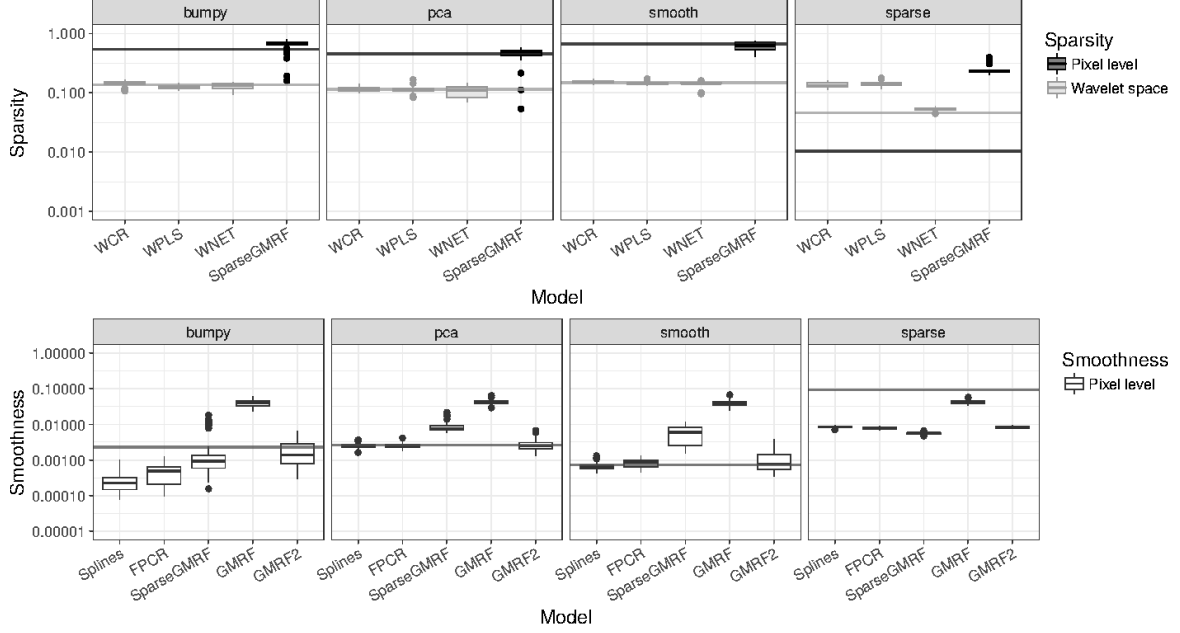 bumpy pca smooth sparse
1.000
0.100
0.010
0.001
Sparsity
Sparsity
Pixel level
Wavelet space
WCR WPLS WNET SparseGMRF WCR WPLS WNET SparseGMRF WCR WPLS WNET SparseGMRF WCR WPLS WNET SparseGMRF
Model
bumpy pca smooth sparse
1.00000
0.10000
0.01000
0.00100
0.00010
0.00001
Smoothness
Smoothness
Pixel level
Splines FPCR SparseGMRF GMRF GMRF2 Splines FPCR SparseGMRF GMRF GMRF2 Splines FPCR SparseGMRF GMRF GMRF2 Splines FPCR SparseGMRF GMRF GMRF2
Model